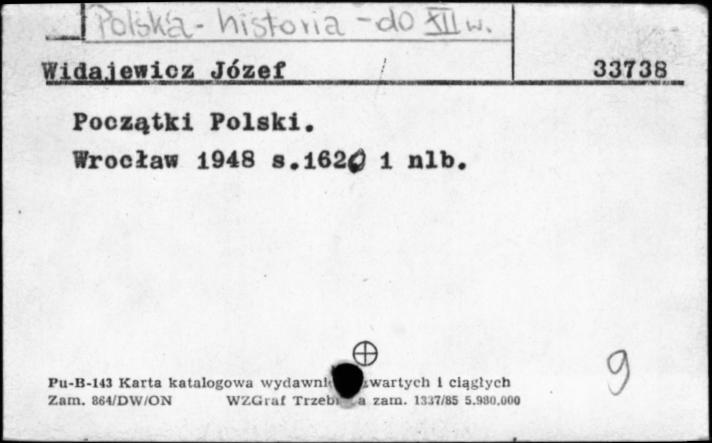 Polska - historia - do XII w.
Widajewicz Józef 33738
Początki Polski.
Wrocław 1948 s.162, 1 nlb.
9
Pu-B-143 Karta katalogowa wydawni wartych i ciągłych
Zam. 864/DW/ON WZGraf Trzebi a zam. 1337/85 5.980.000